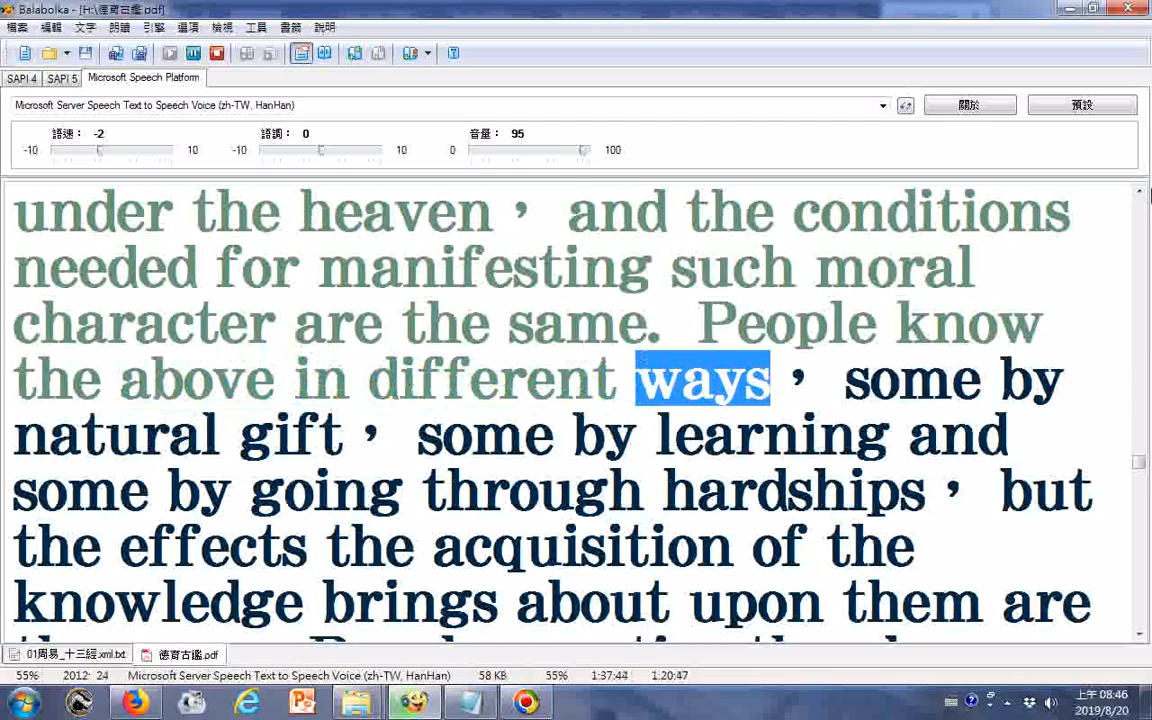 Balabolka - [H:\德育古鑑.pdf]
檔案 編輯 文字 朗讀 引擎 選項 檢視 工具 書籤 說明
SAPI 4 SAPI 5 Microsoft Speech Platform
Microsoft Server Speech Text to Speech Voice (zh-TW, HanHan) 關於 預設
語速： -2 語調： 0 音量： 95
-10 10 -10 10 0 100
under the heaven， and the conditions
needed for manifesting such moral
character are the same. People know
the above in different ways， some by
natural gift， some by learning and
some by going through hardships， but
the effects the acquisition of the
knowledge brings about upon them are
01周易_十三經.xml.txt 德育古鑑.pdf
55% 2012: 24 Microsoft Server Speech Text to Speech Voice (zh-TW, HanHan) 58 KB 55% 1:37:44 1:20:47
上午 08:46
2019/8/20